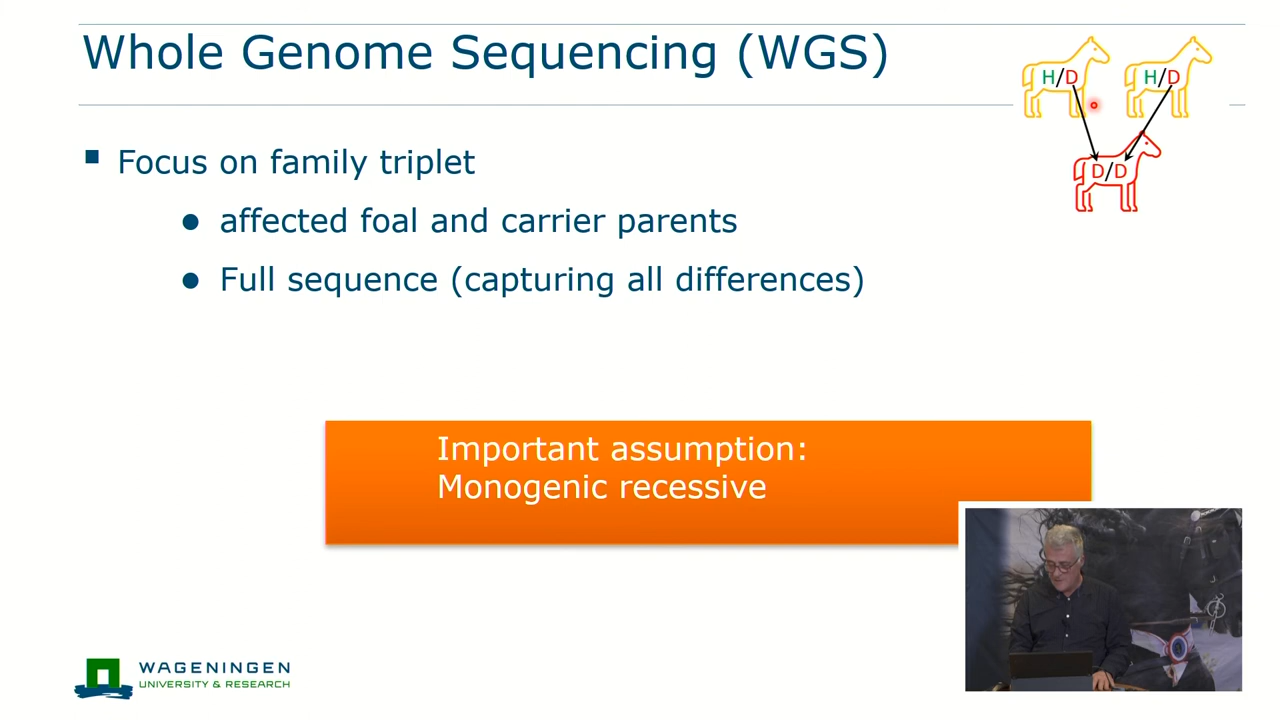 Whole Genome Sequencing (WGS)
H/D
H/D
D/D
Focus on family triplet
affected foal and carrier parents
Full sequence (capturing all differences)
Important assumption:
Monogenic recessive
WAGENINGEN
UNIVERSITY & RESEARCH